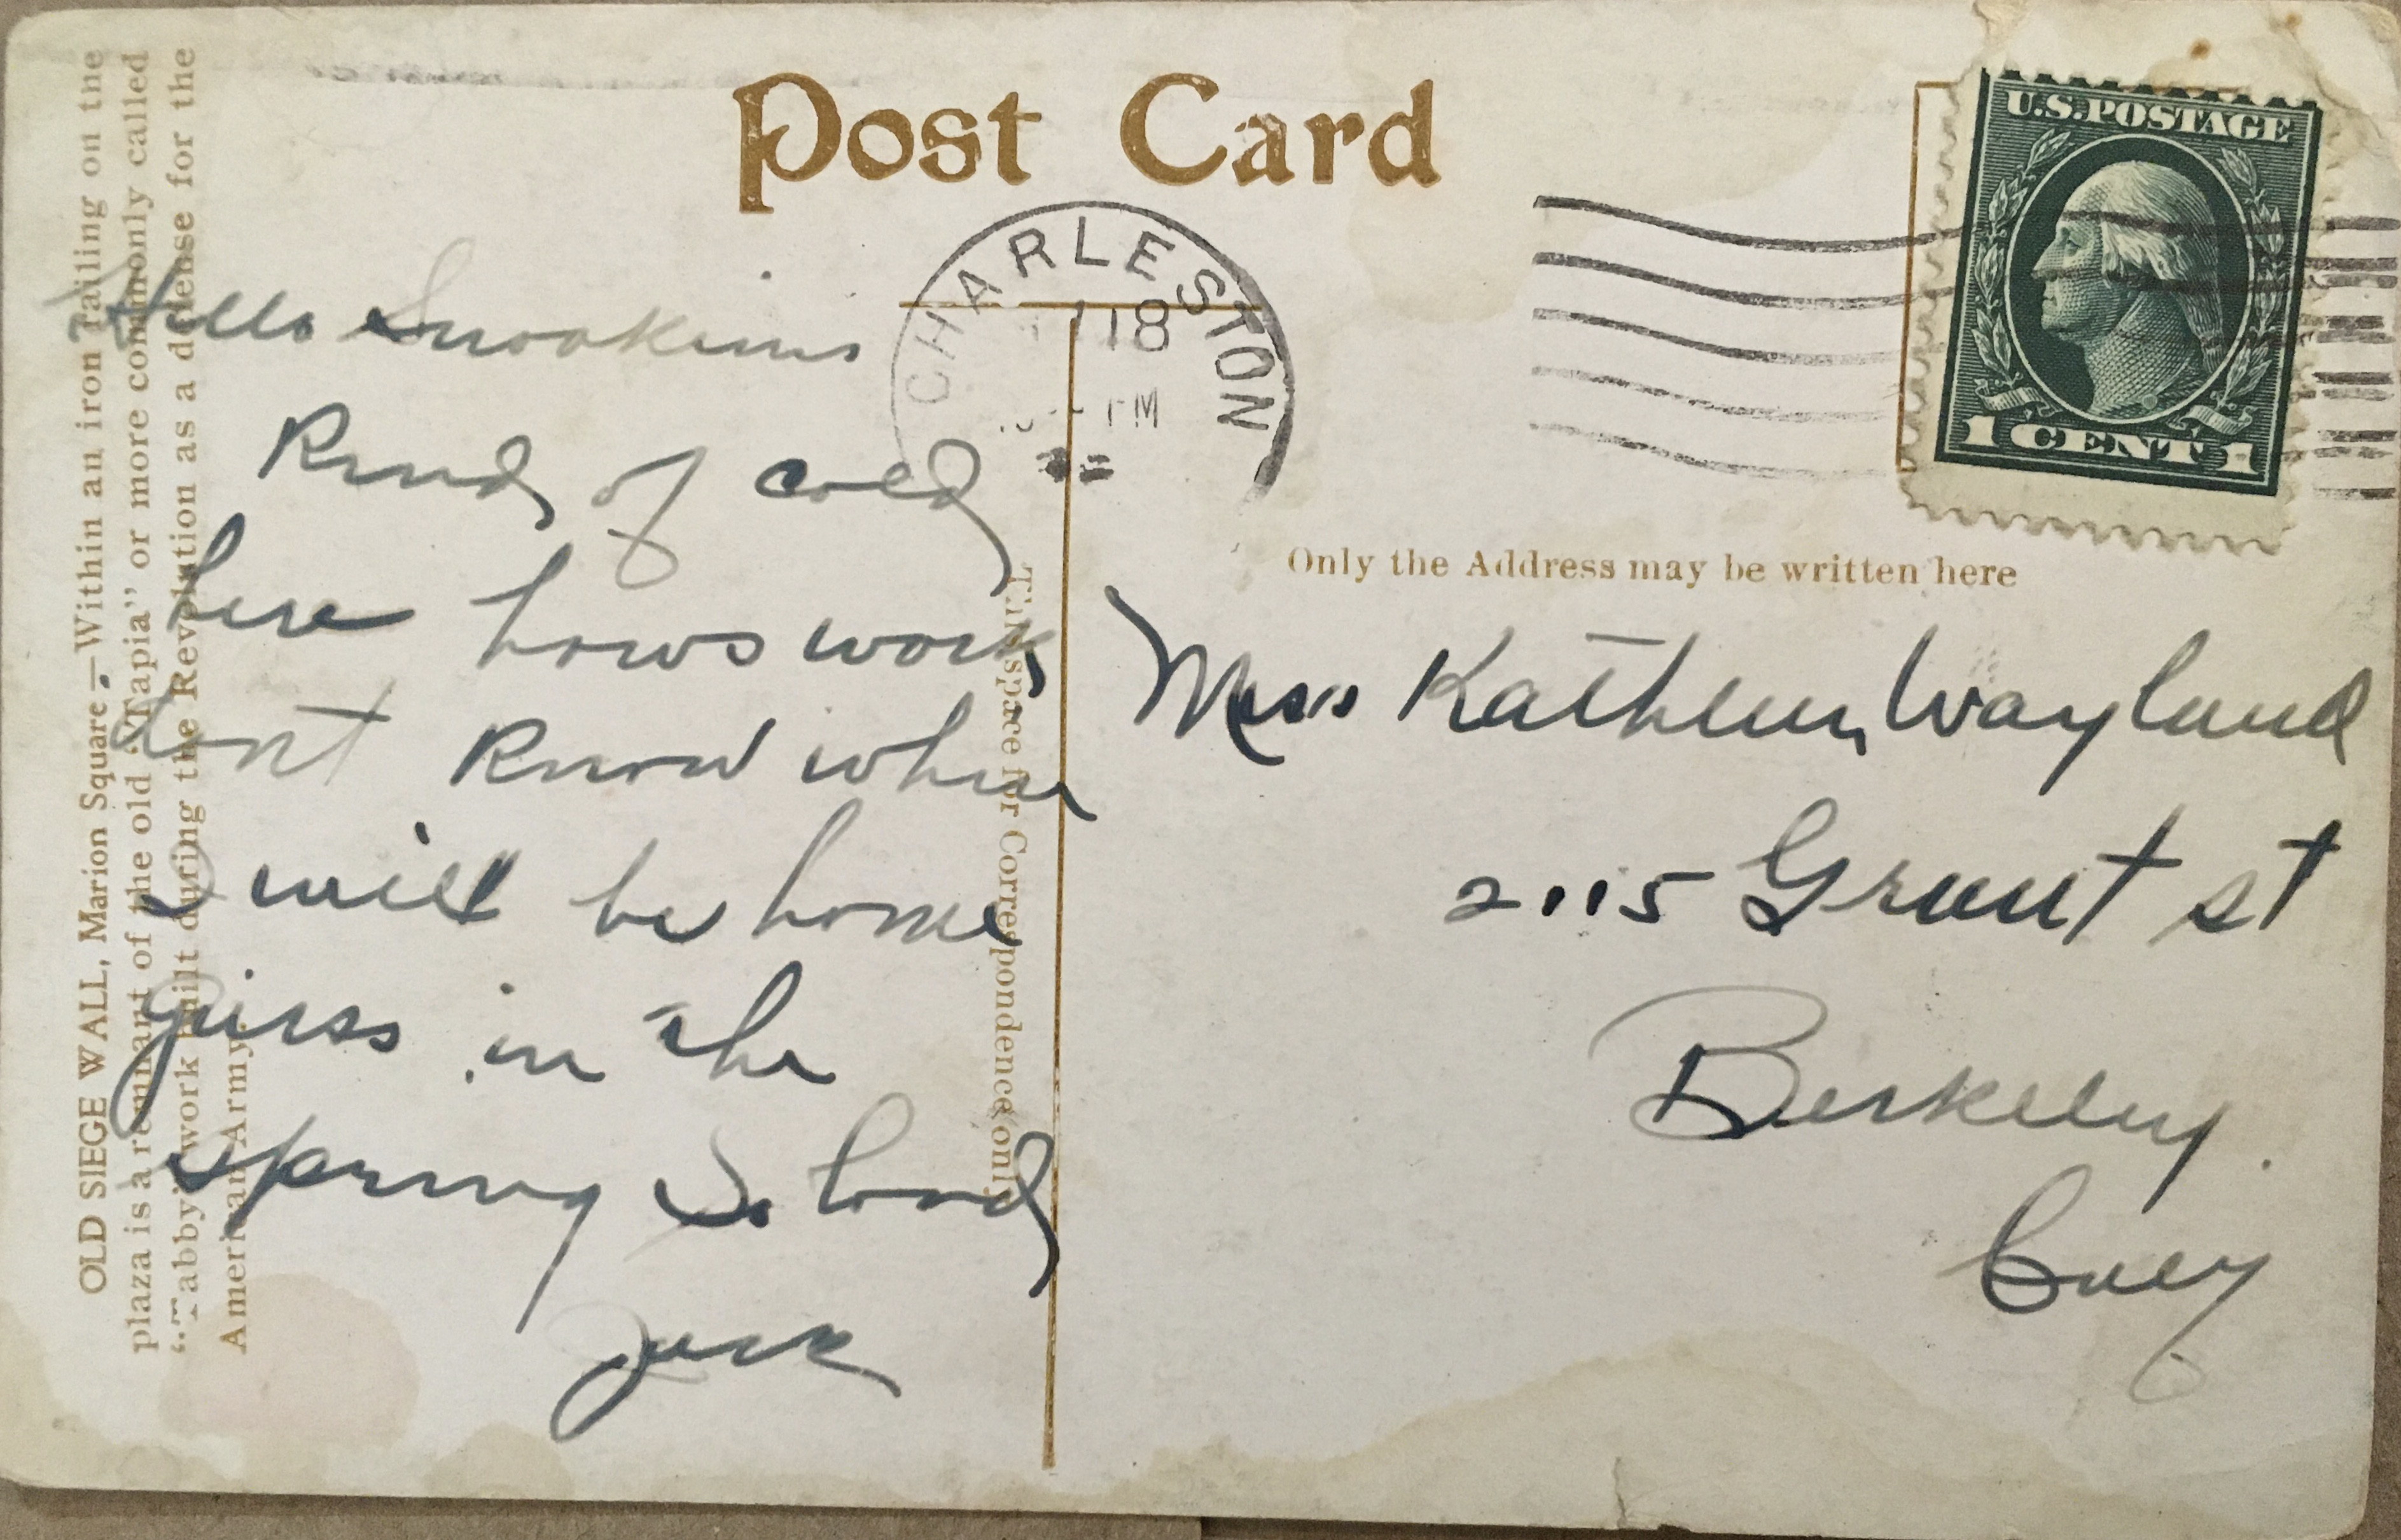 Post Card
U.S. POSTAGE
1 CENT 1
CHARLESTON
18
PM
OLD SIEGE WALL, Marion Square.—Within an iron railing on the
plaza is a remnant of the old "Tapia" or more commonly called
"Tabby" work built during the Revolution as a defense for the
American Army.
Hello Snookims
Kind of cold
here hows work
dont know when
I will be home
guess in the
spring So long
Jack
This space for Correspondence only
Only the Address may be written here
Miss Kathleen Wayland
2115 Grant st
Berkeley